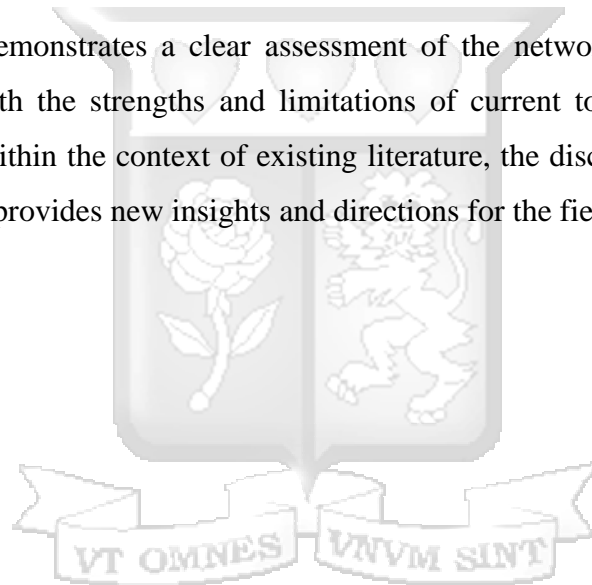 emonstrates a clear assessment of the netwo
th the strengths and limitations of current to
ithin the context of existing literature, the disc
provides new insights and directions for the fie
VT OMNES VNVM SINT